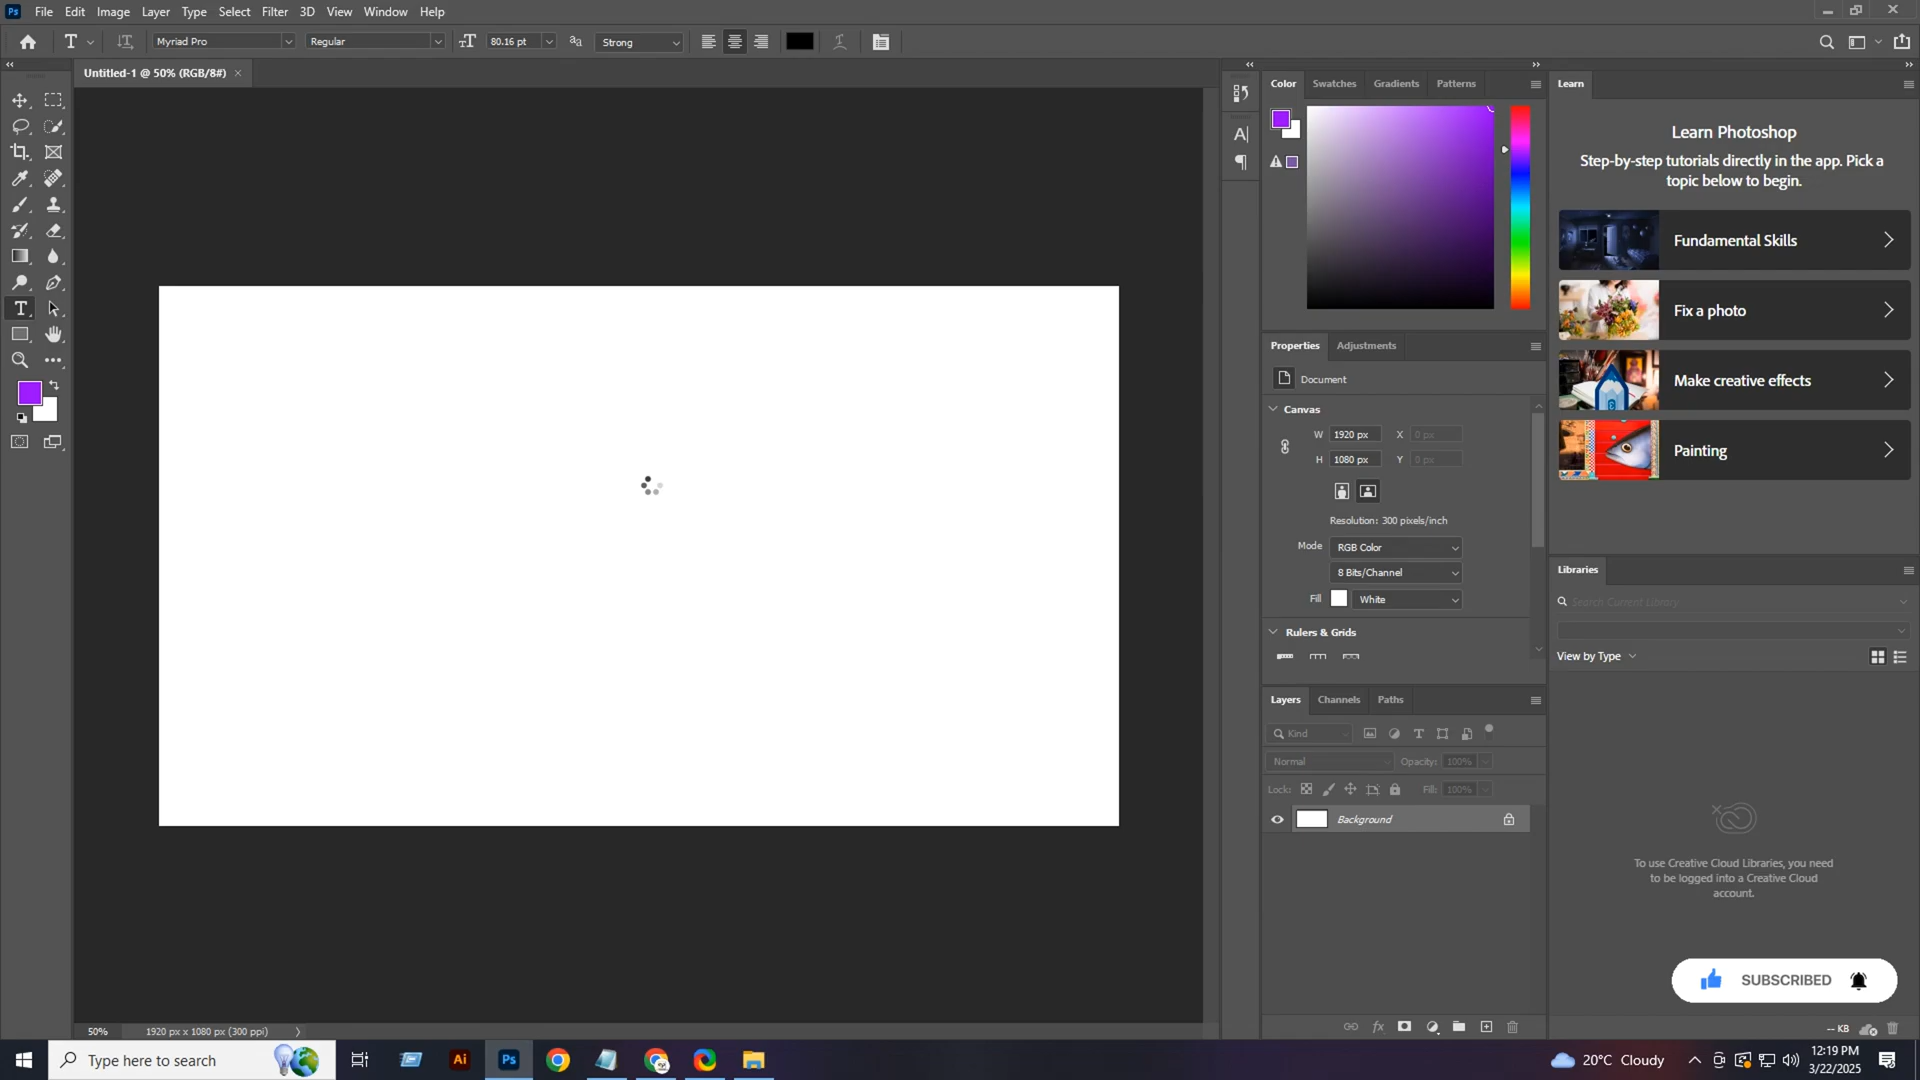 Ps File Edit Image Layer Type Select Filter 3D View Window Help
T Myriad Pro Regular 80.16 pt aa Strong
Untitled-1 @ 50% (RGB/8#) ×
Color Swatches Gradients Patterns
Learn
Learn Photoshop
Step-by-step tutorials directly in the app. Pick a
topic below to begin.
Fundamental Skills
Fix a photo
Make creative effects
Painting
Properties Adjustments
Document
Canvas
W 1920 px X 0 px
H 1080 px Y 0 px
Resolution: 300 pixels/inch
Mode RGB Color
8 Bits/Channel
Fill White
Rulers & Grids
Libraries
Search Current Library
View by Type
Layers Channels Paths
Kind
Normal Opacity: 100%
Lock: Fill: 100%
Background
To use Creative Cloud Libraries, you need
to be logged into a Creative Cloud
account.
SUBSCRIBED
-- KB
50% 1920 px x 1080 px (300 ppi)
Type here to search
Ai Ps
20°C Cloudy
12:19 PM
3/22/2025